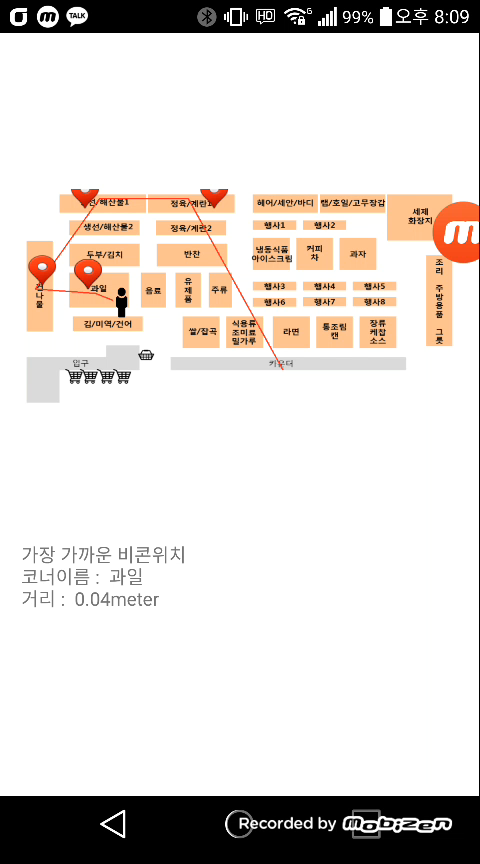 TALK HD G 99% 오후 8:09
생선/해산물1 정육/계란1 헤어/세안/바디 랩/호일/고무장갑 세제
화장지
생선/해산물2 정육/계란2 행사1 행사2
두부/김치 반찬 냉동식품
아이스크림 커피
차 과자
조리 주방용품 그릇
나물
과일 음료 유제품 주류 행사3 행사4 행사5
행사6 행사7 행사8
김/미역/건어 쌀/잡곡 식용류
조미료
밀가루 라면 통조림
캔 장류
케찹
소스
입구 카운터
가장 가까운 비콘위치
코너이름 : 과일
거리 : 0.04meter
Recorded by mobizen